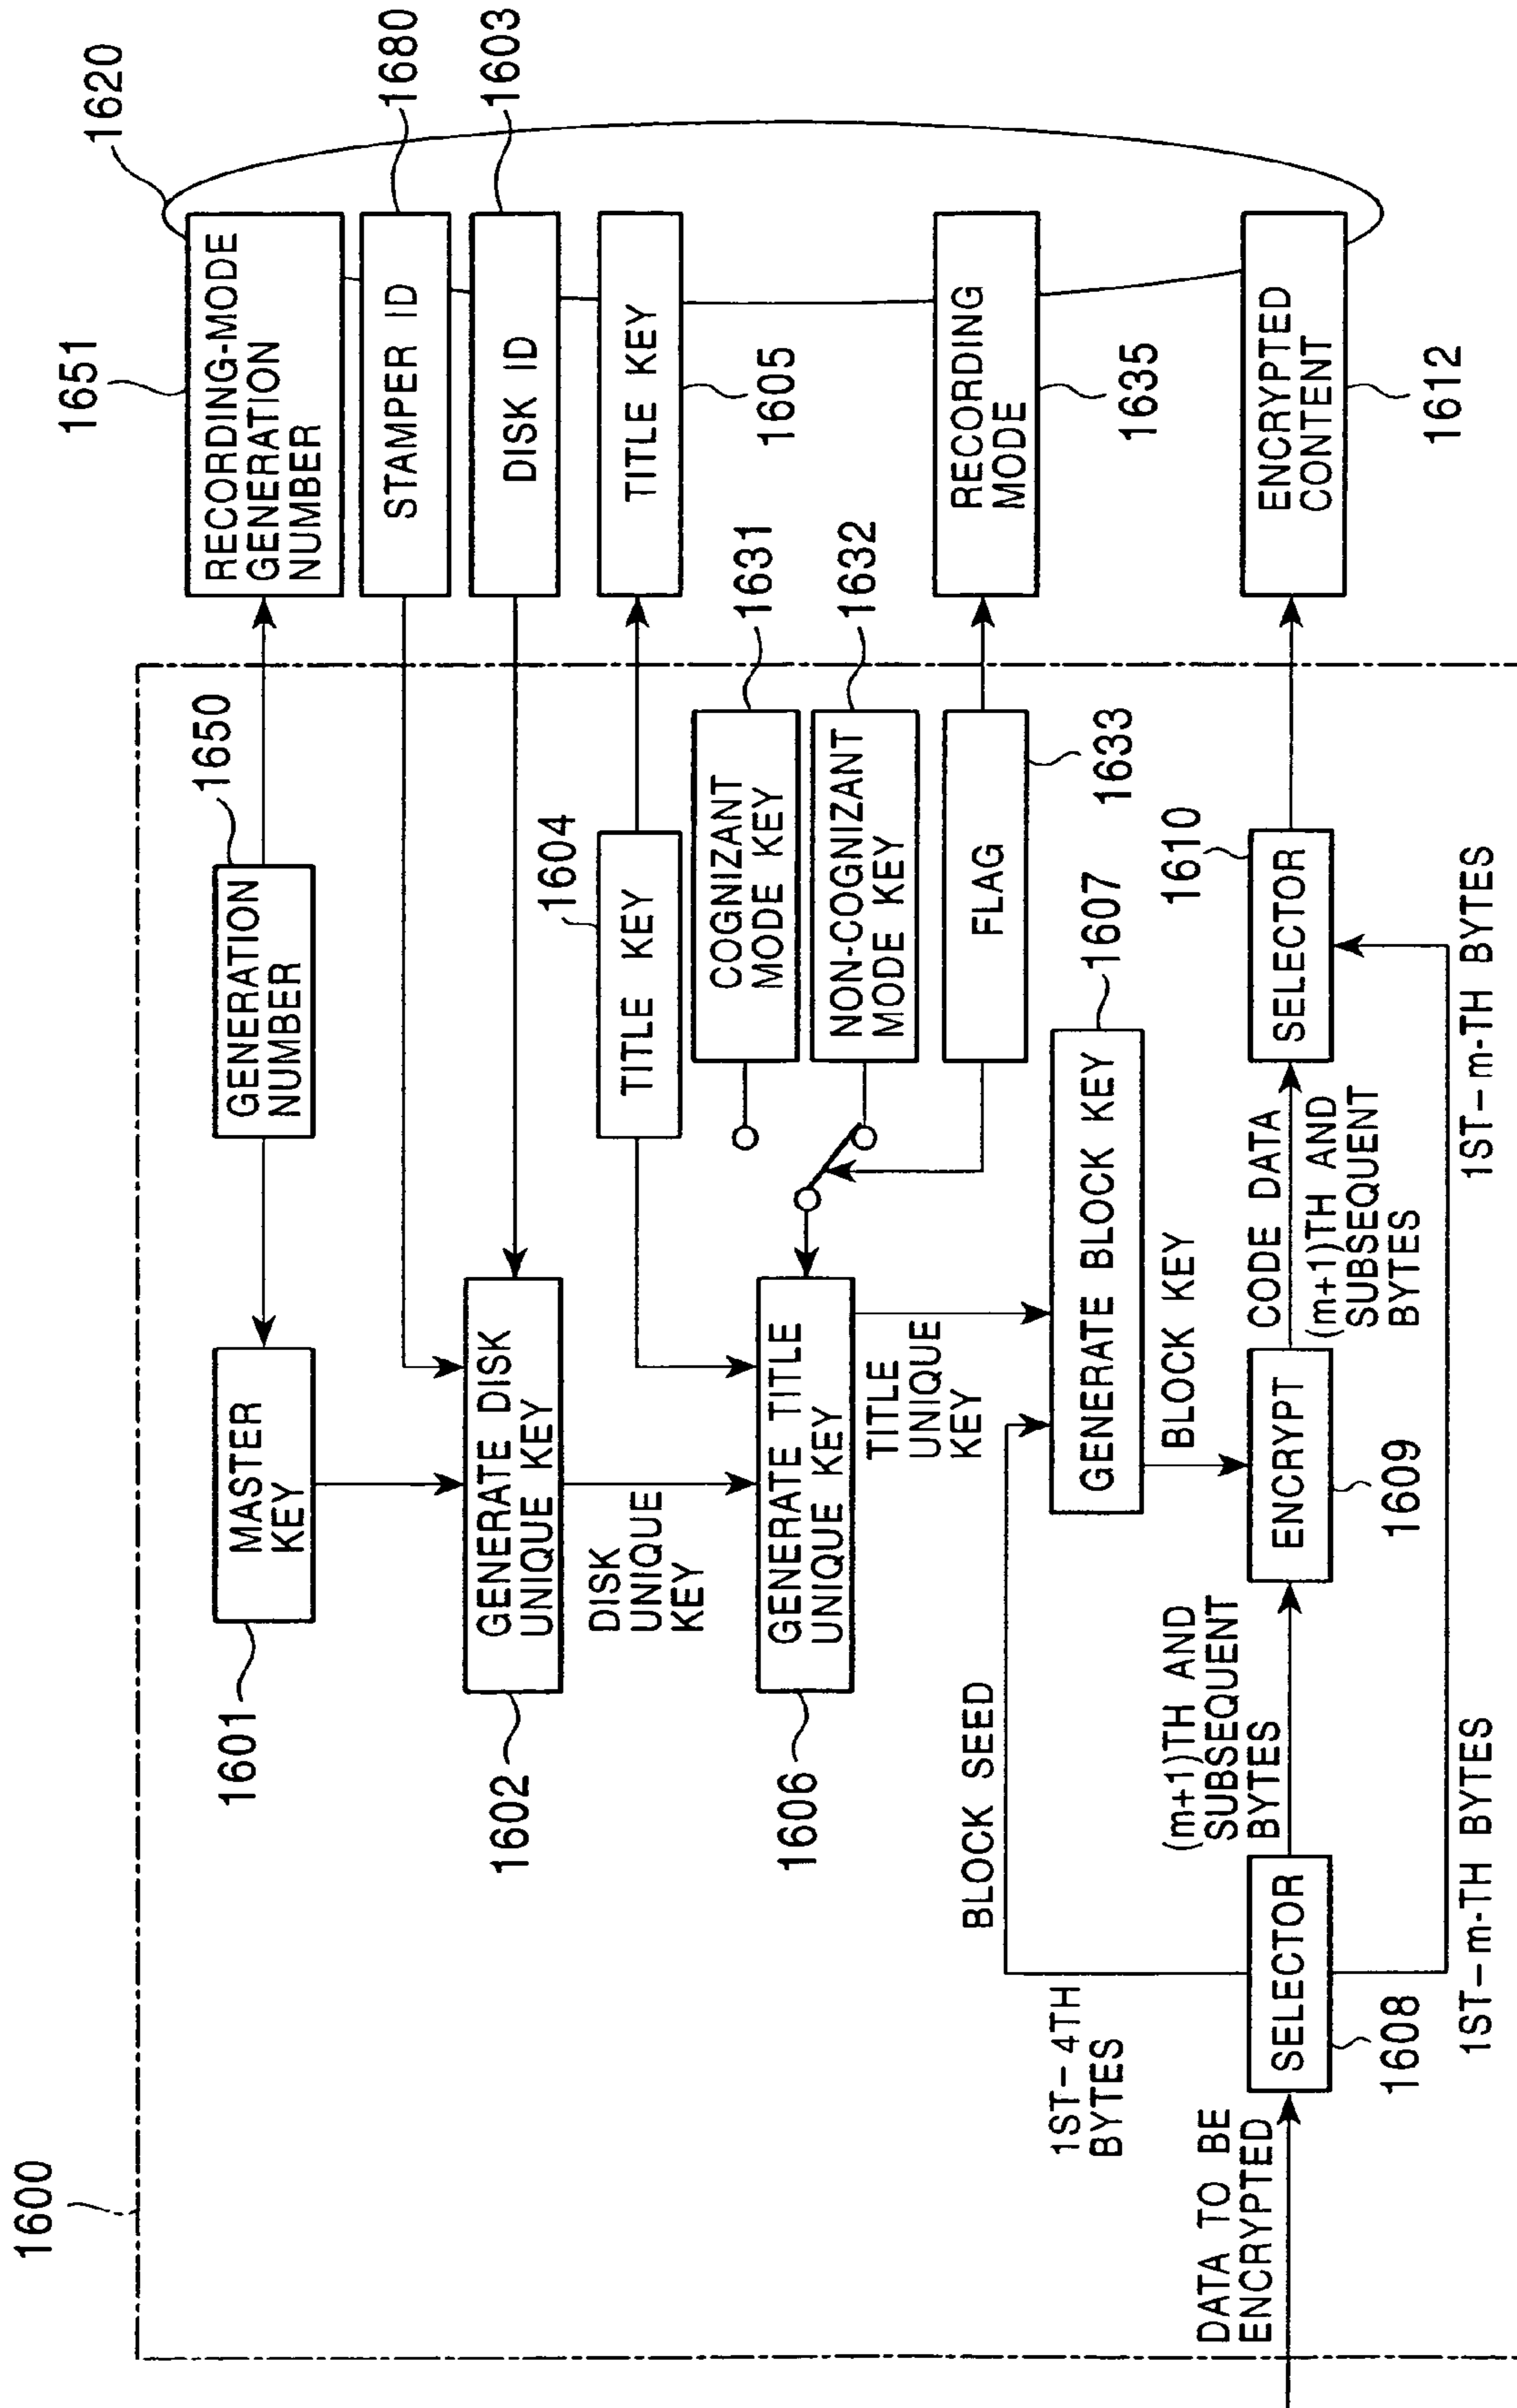 1600
1620
1651
RECORDING-MODE
GENERATION
NUMBER
1650
GENERATION
NUMBER
MASTER
KEY
1601
STAMPER ID
1680
DISK ID
1603
GENERATE DISK
UNIQUE KEY
1602
DISK
UNIQUE
KEY
TITLE KEY
1605
1604
TITLE KEY
COGNIZANT
MODE KEY
1631
NON-COGNIZANT
MODE KEY
1632
GENERATE TITLE
UNIQUE KEY
1606
TITLE
UNIQUE
KEY
FLAG
1633
RECORDING
MODE
1635
BLOCK SEED
1ST-4TH
BYTES
GENERATE BLOCK KEY
1607
BLOCK KEY
DATA TO BE
ENCRYPTED
SELECTOR
1608
(m+1)TH AND
SUBSEQUENT
BYTES
ENCRYPT
1609
CODE DATA
(m+1)TH AND
SUBSEQUENT
BYTES
SELECTOR
1610
ENCRYPTED
CONTENT
1612
1ST-m-TH BYTES
1ST-m-TH BYTES